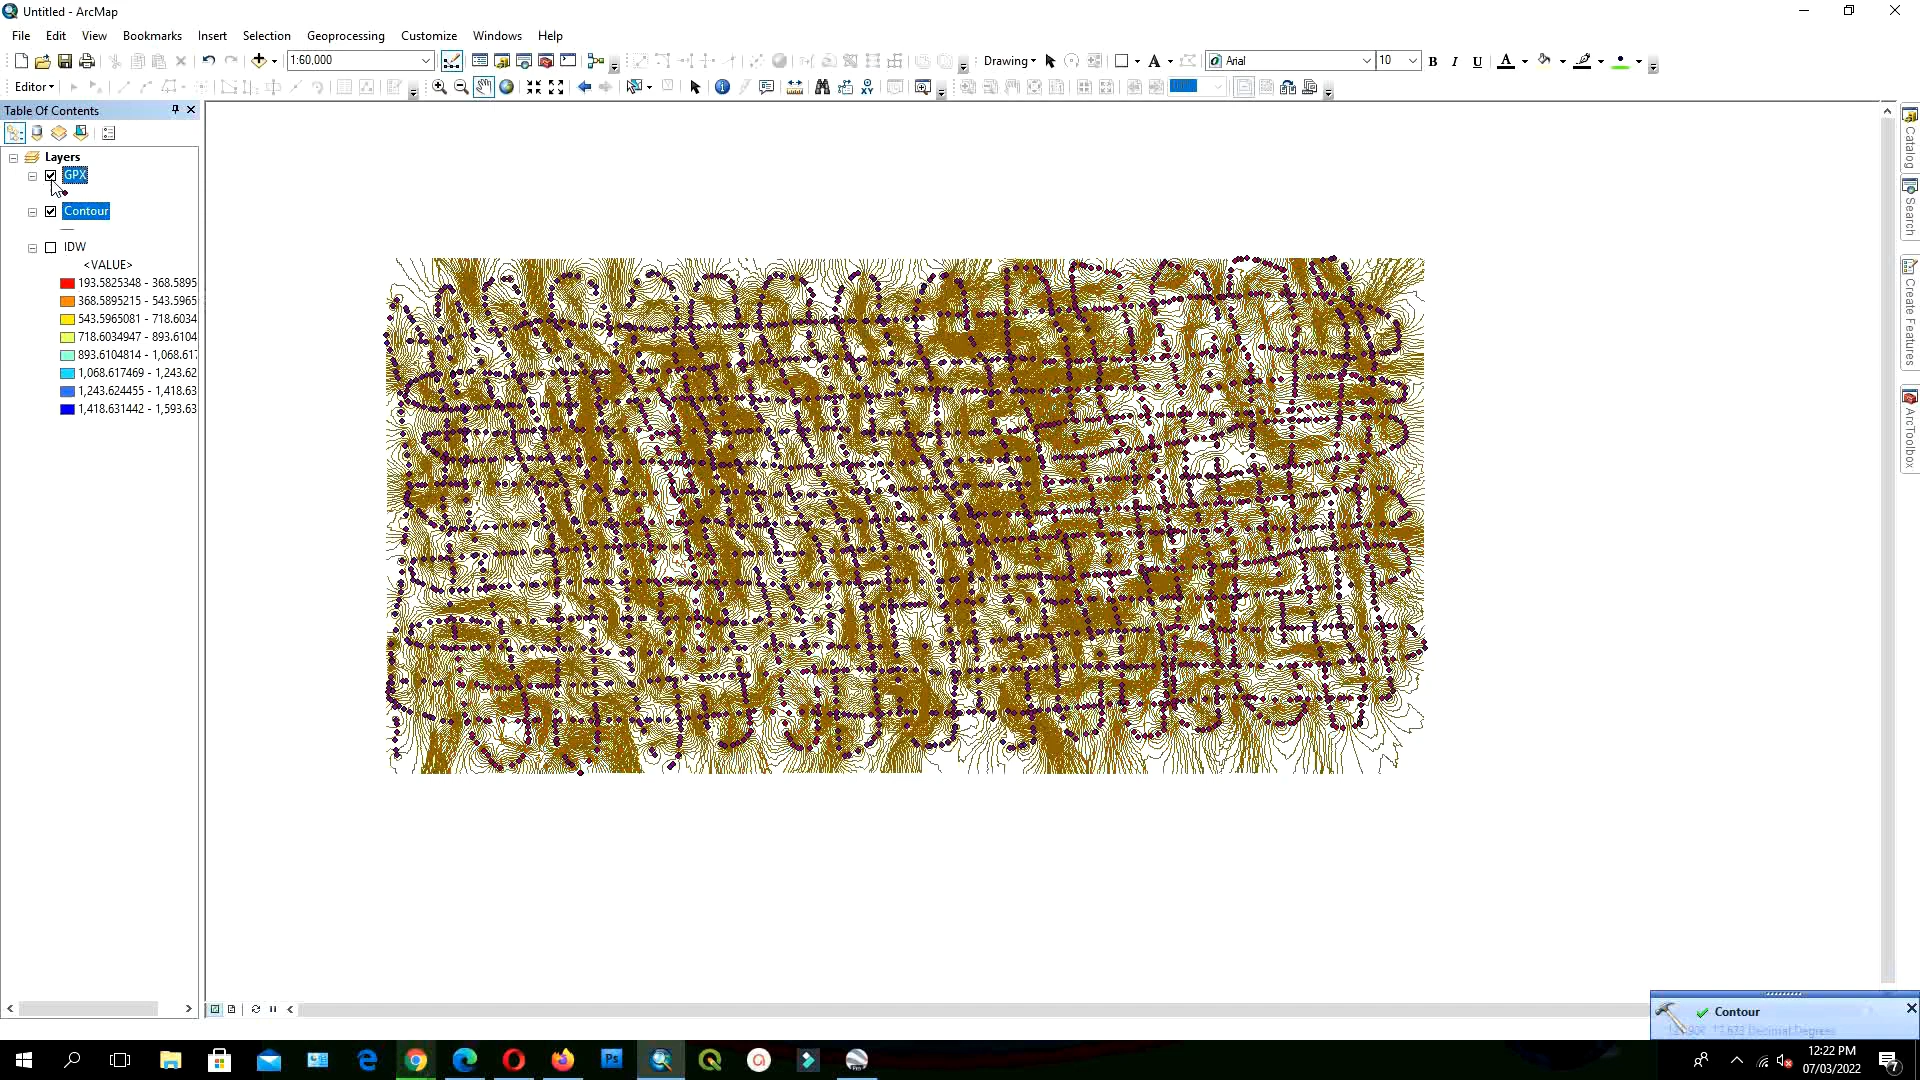 Untitled - ArcMap
File Edit View Bookmarks Insert Selection Geoprocessing Customize Windows Help
1:60,000
Drawing
Arial
10
B I U A
Editor
Table Of Contents
Layers
GPX
Contour
IDW
<VALUE>
193.5825348 - 368.5895
368.5895215 - 543.5965
543.5965081 - 718.6034
718.6034947 - 893.6104
893.6104814 - 1,068.617
1,068.617469 - 1,243.62
1,243.624455 - 1,418.63
1,418.631442 - 1,593.63
Catalog
Search
Create Features
ArcToolbox
Contour
Decimal Degrees
12:22 PM
07/03/2022